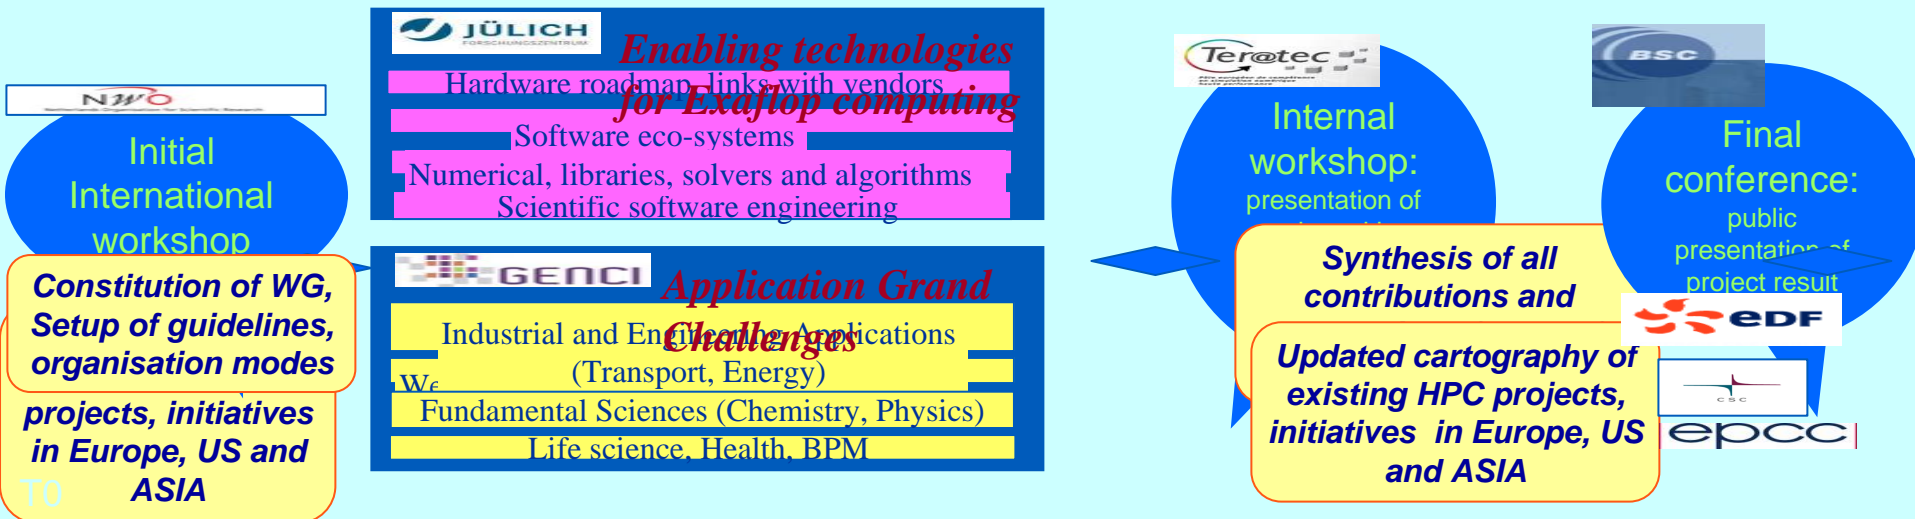 NWO
Initial
International
workshop
Constitution of WG,
Setup of guidelines,
organisation modes
projects, initiatives
in Europe, US and
ASIA
T0
JÜLICH
FORSCHUNGSZENTRUM
Enabling technologies
for Exaflop computing
Hardware roadmap, links with vendors
Software eco-systems
Numerical, libraries, solvers and algorithms
Scientific software engineering
GENCI
Application Grand
Challenges
Industrial and Engineering Applications
(Transport, Energy)
Fundamental Sciences (Chemistry, Physics)
Life science, Health, BPM
Ter@tec
Internal
workshop:
presentation of
Synthesis of all
contributions and
Updated cartography of
existing HPC projects,
initiatives in Europe, US
and ASIA
BSC
Final
conference:
public
presentation of
project result
eDF
CSC
epcc